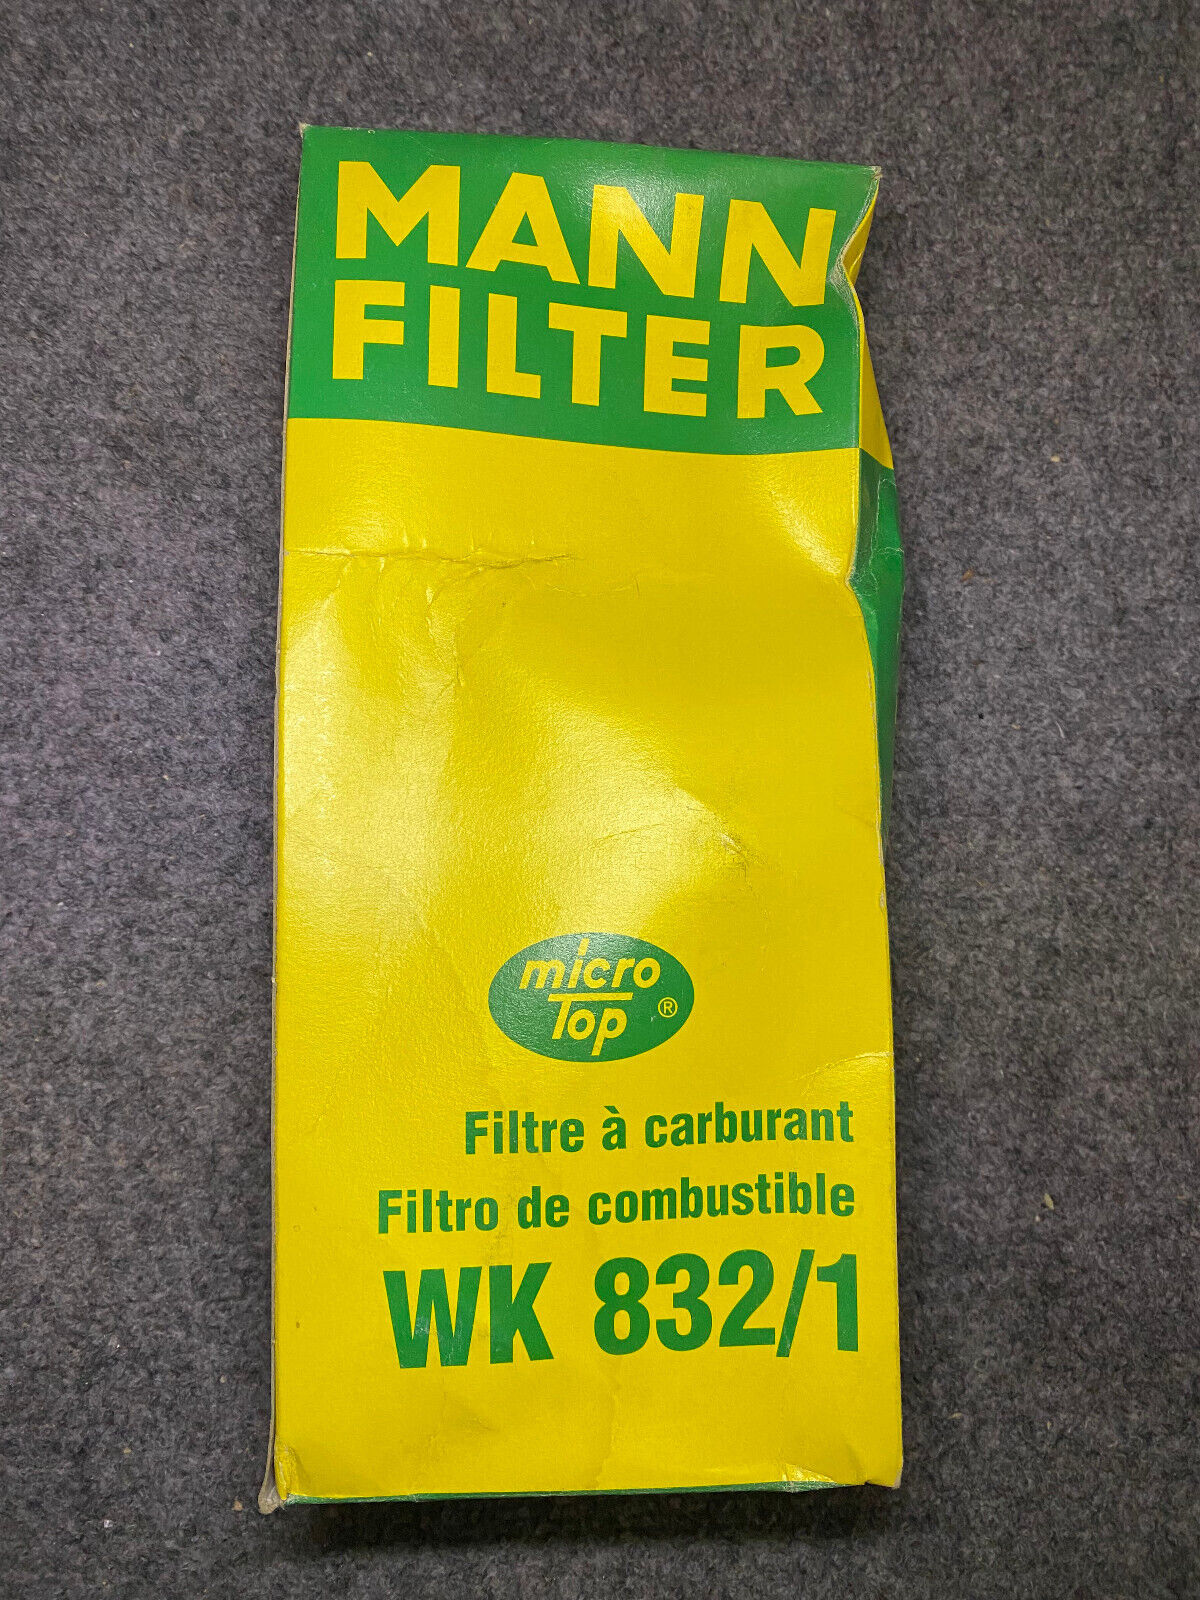 MANN
FILTER
micro
Top ®
Filtre à carburant
Filtro de combustible
WK 832/1